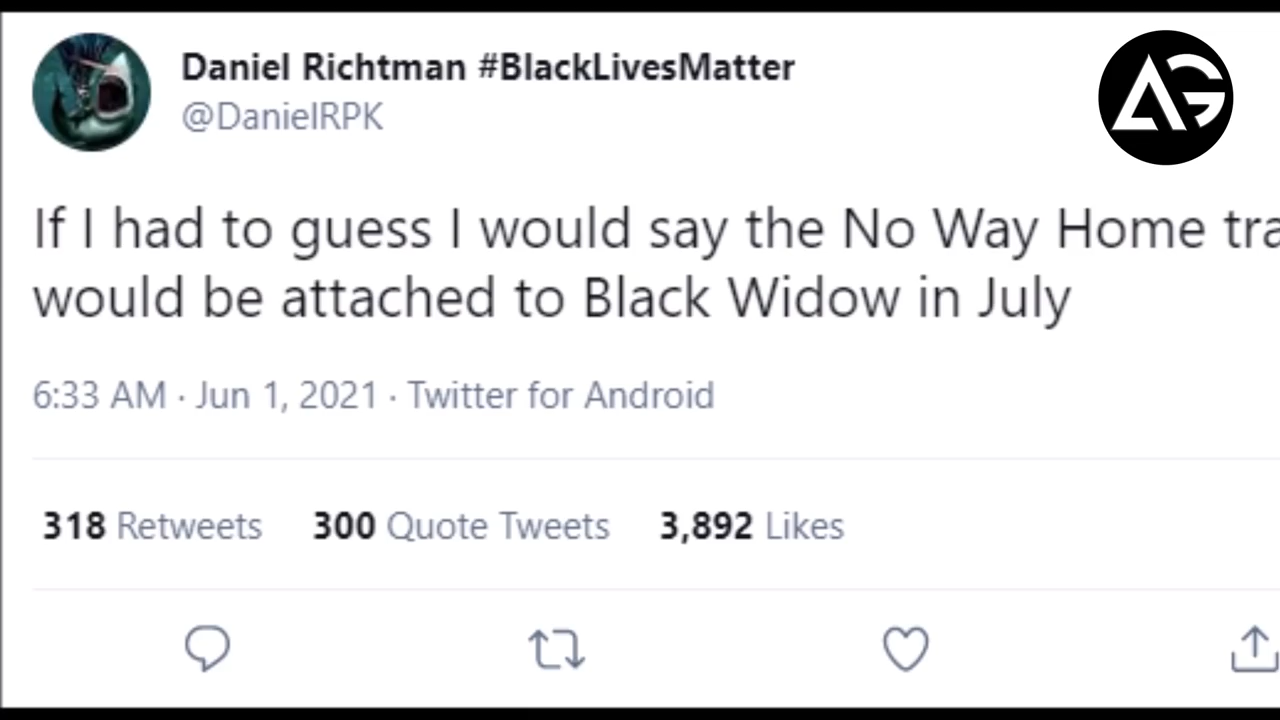 Daniel Richtman #BlackLivesMatter
@DanielRPK
AG
If I had to guess I would say the No Way Home tra
would be attached to Black Widow in July
6:33 AM · Jun 1, 2021 · Twitter for Android
318 Retweets 300 Quote Tweets 3,892 Likes